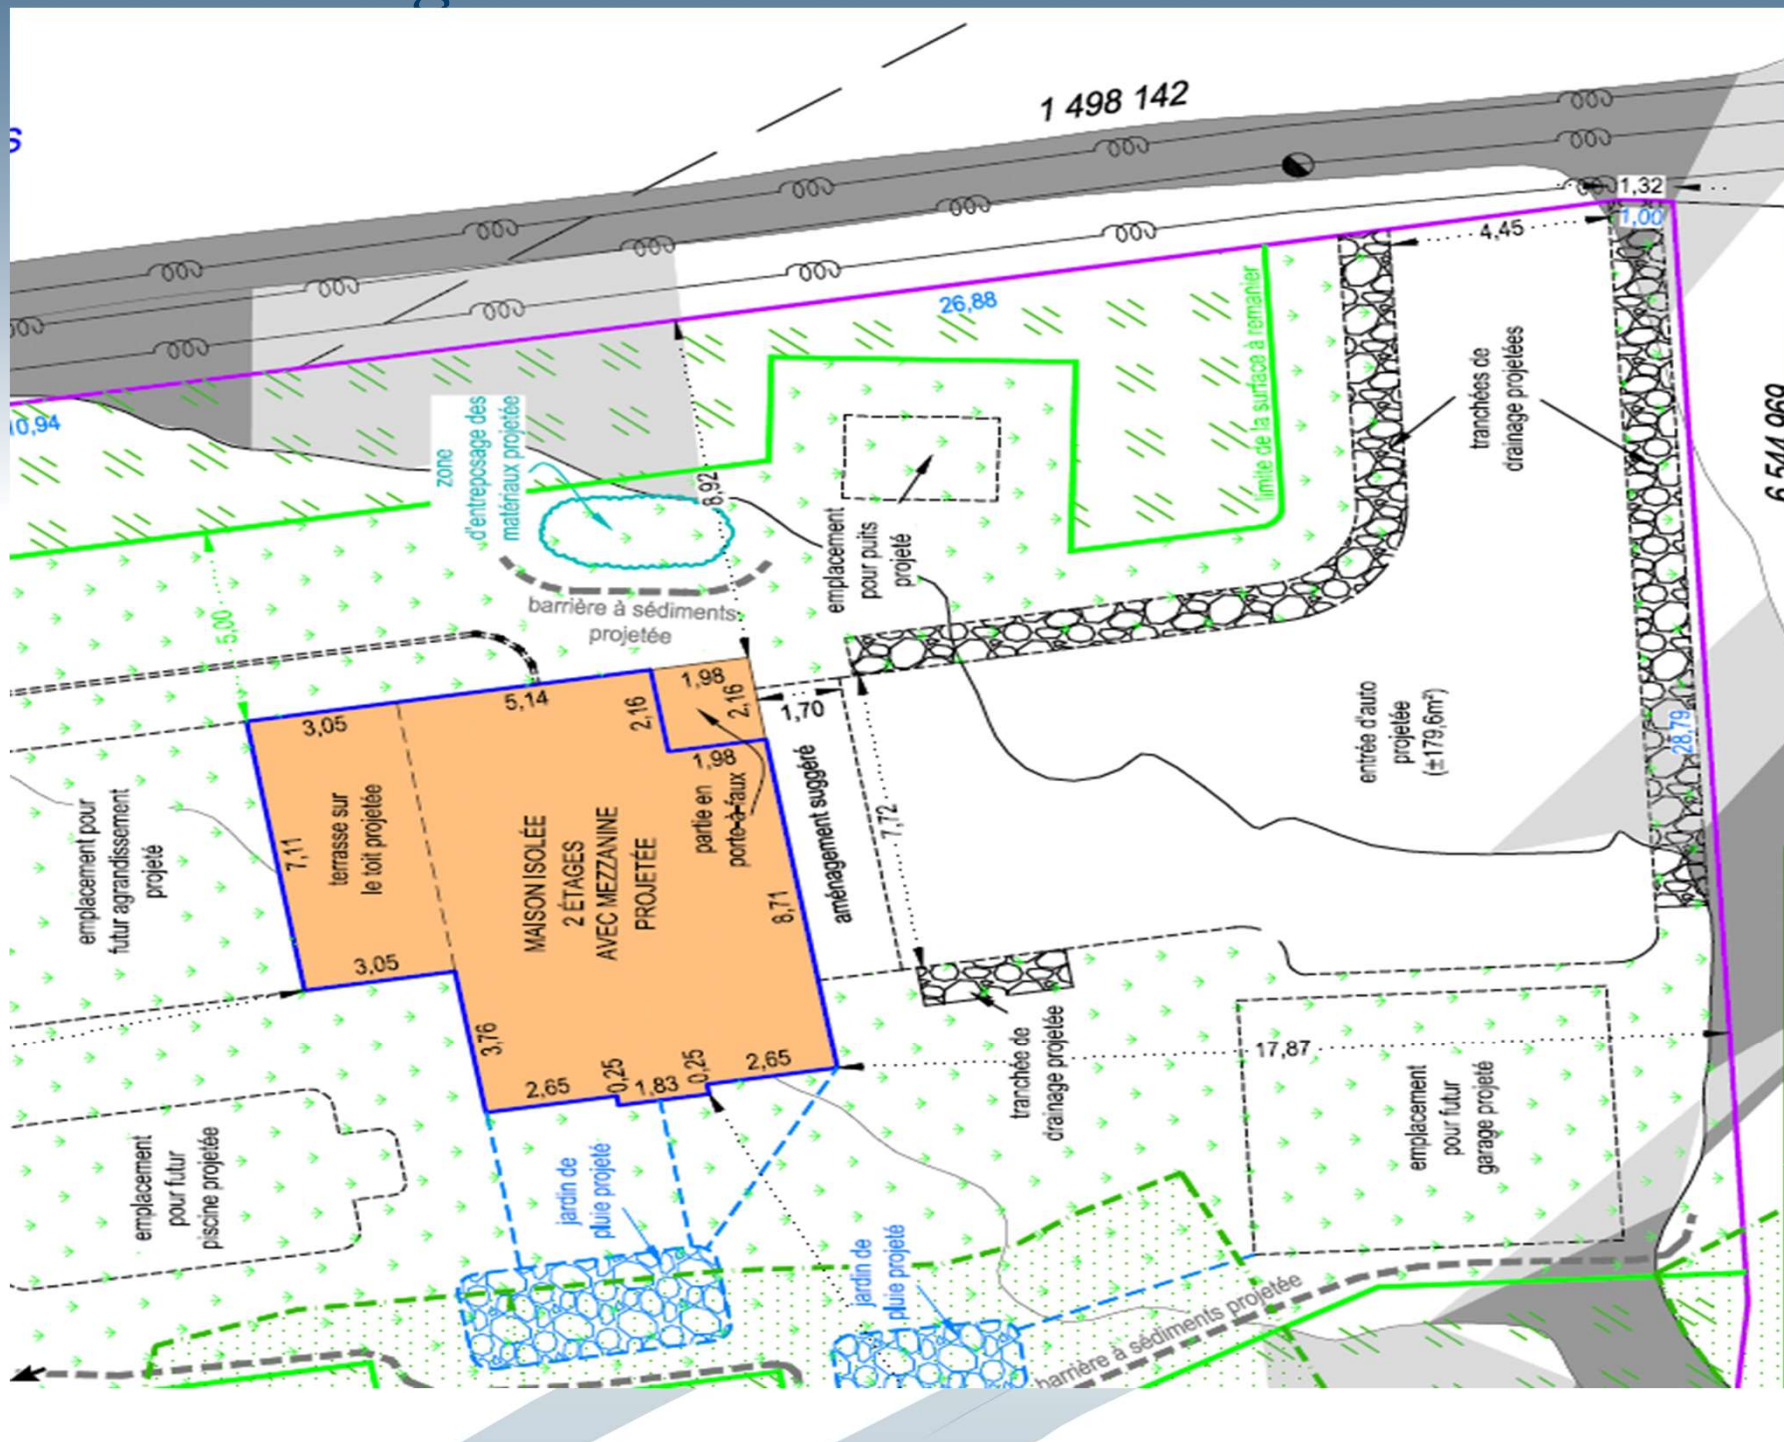 1 498 142
1,32
1,00
4,45
26,88
10,94
zone
d'entreposage des
matériaux projetée
8,92
limite de la surface à remanier
tranchées de
drainage projetées
6 544 969
emplacement
pour puits
projeté
barrière à sédiments
projetée
5,00
1,98
2,16
2,16
1,98
5,14
3,05
1,70
7,72
entrée d'auto
projetée
(±179,6m²)
28,79
emplacement pour
futur agrandissement
projeté
7,11
terrasse sur
le toit projetée
MAISON ISOLÉE
2 ÉTAGES
AVEC MEZZANINE
PROJETÉE
partie en
porte-à-faux
aménagement suggéré
8,71
3,05
3,76
2,65
0,25
1,83
0,25
2,65
tranchée de
drainage projetée
17,87
emplacement
pour futur
garage projeté
emplacement
pour futur
piscine projetée
jardin de
pluie projeté
jardin de
pluie projeté
barrière à sédiments projetée